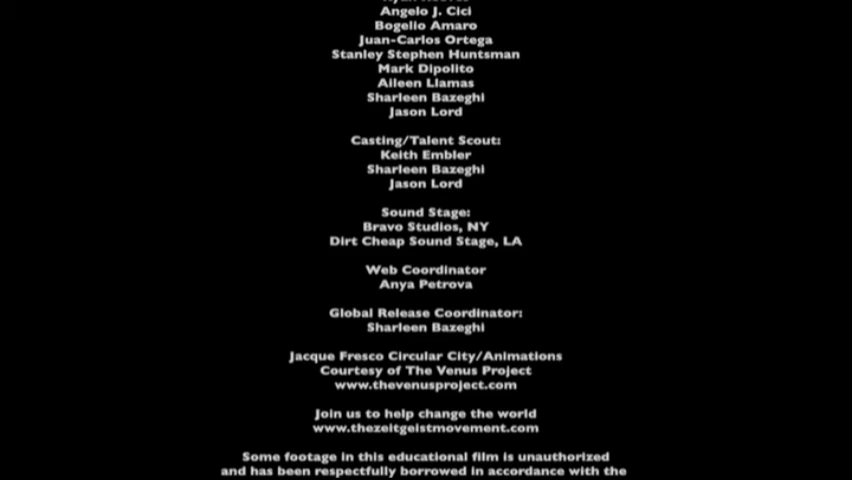 Angelo J. Cici
Bogelio Amaro
Juan-Carlos Ortega
Stanley Stephen Huntsman
Mark Dipolito
Aileen Llamas
Sharleen Bazeghi
Jason Lord
Casting/Talent Scout:
Keith Embler
Sharleen Bazeghi
Jason Lord
Sound Stage:
Bravo Studios, NY
Dirt Cheap Sound Stage, LA
Web Coordinator
Anya Petrova
Global Release Coordinator:
Sharleen Bazeghi
Jacque Fresco Circular City/Animations
Courtesy of The Venus Project
www.thevenusproject.com
Join us to help change the world
www.thezeitgeistmovement.com
Some footage in this educational film is unauthorized
and has been respectfully borrowed in accordance with the